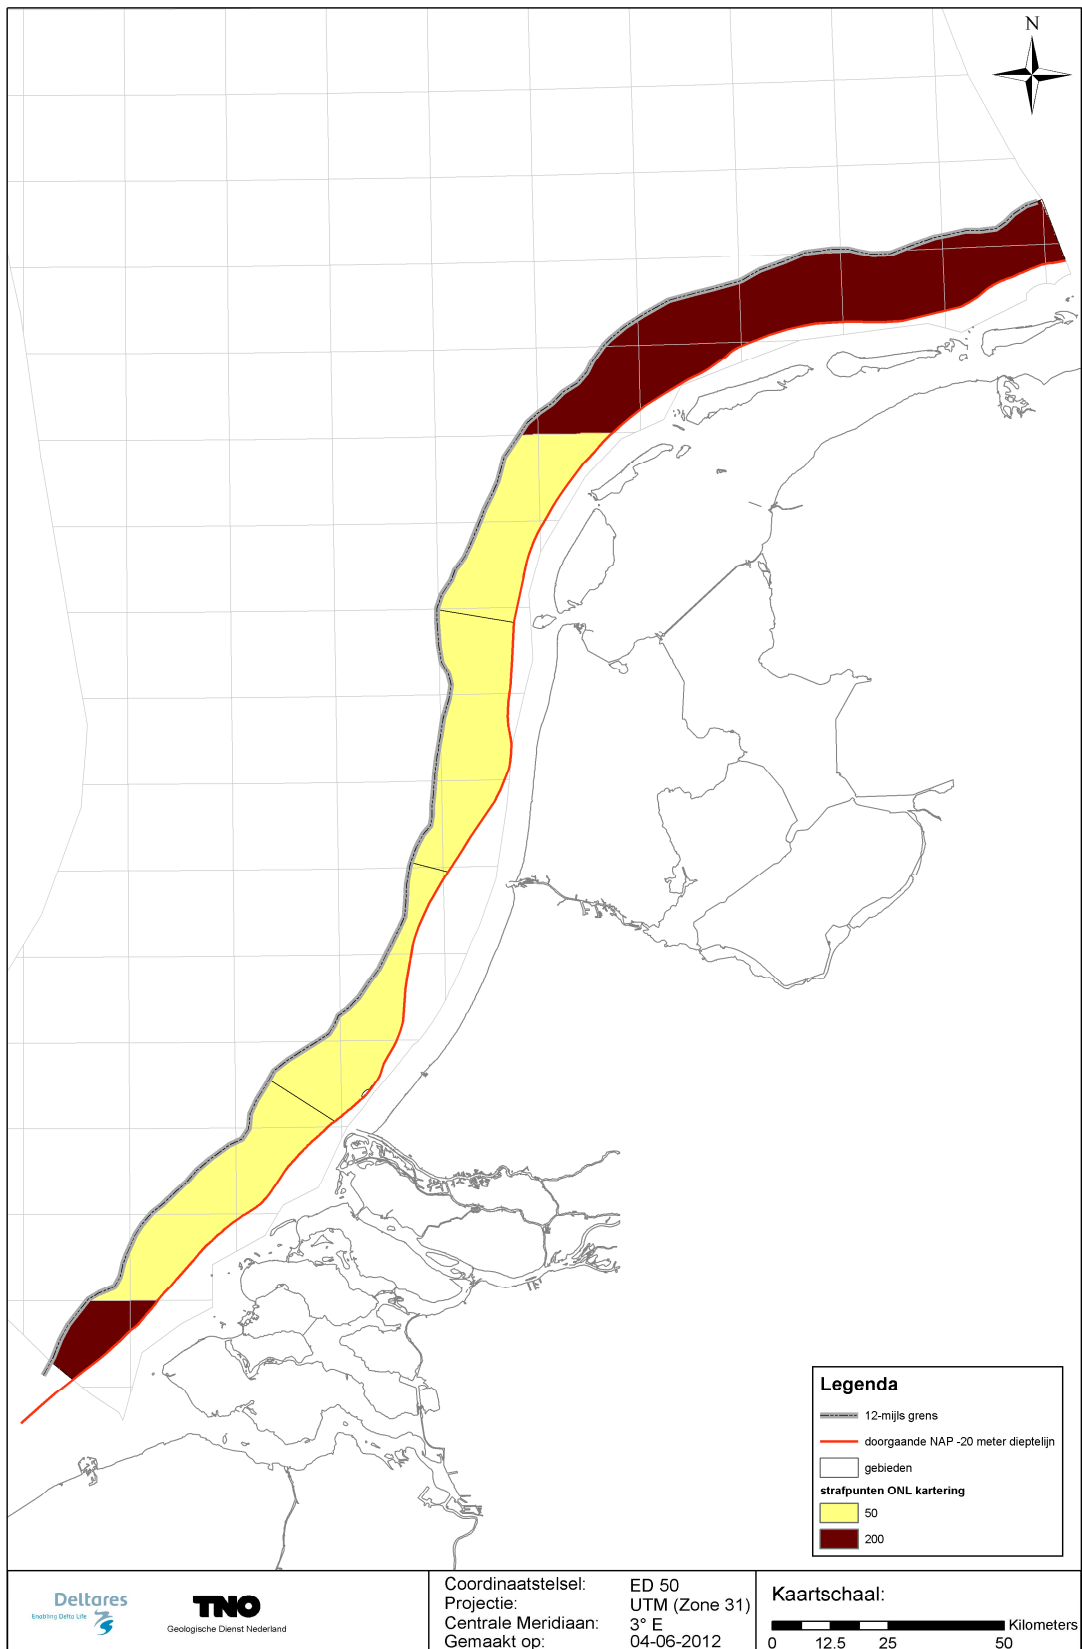 N
Legenda
12-mijls grens
doorgaande NAP -20 meter dieptelijn
gebieden
strafpunten ONL kartering
50
200
Deltares
Enabling Delta Life
TNO
Geologische Dienst Nederland
Coordinaatstelsel: ED 50
Projectie: UTM (Zone 31)
Centrale Meridiaan: 3° E
Gemaakt op: 04-06-2012
Kaartschaal:
Kilometers
0 12.5 25 50